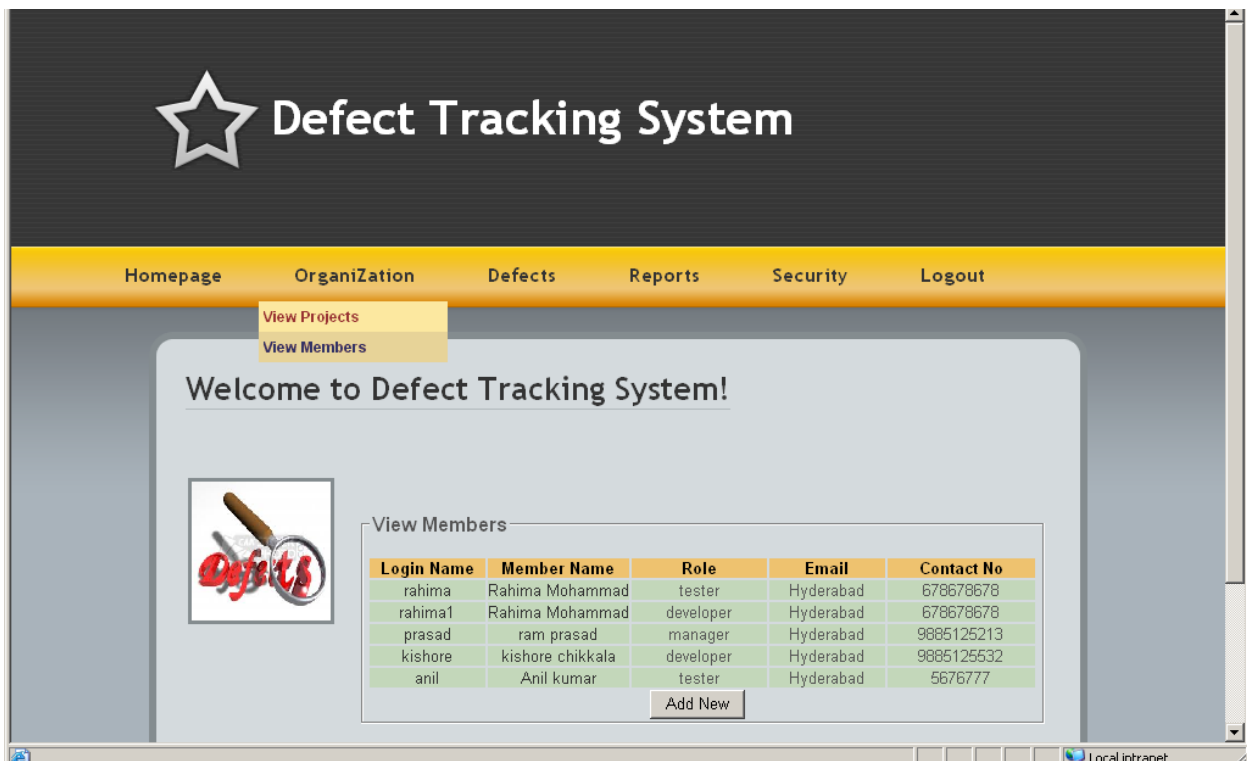 Defect Tracking System
Homepage OrganiZation Defects Reports Security Logout
View Projects
View Members
Welcome to Defect Tracking System!
Defects
View Members
Login Name Member Name Role Email Contact No
rahima Rahima Mohammad tester Hyderabad 678678678
rahima1 Rahima Mohammad developer Hyderabad 678678678
prasad ram prasad manager Hyderabad 9885125213
kishore kishore chikkala developer Hyderabad 9885125532
anil Anil kumar tester Hyderabad 5676777
Add New
Local intranet